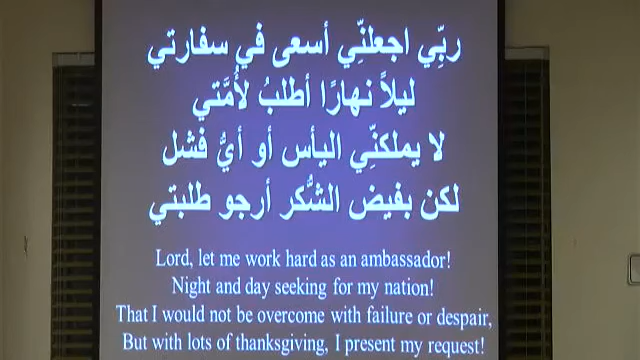 ربِّي اجعلنِّي أسعى في سفارتي
ليلاً نهارًا أطلبُ لأُمَّتي
لا يملكنِّي اليأس أو أيُّ فشل
لكن بفيض الشُّكر أرجو طلبتي
Lord, let me work hard as an ambassador!
Night and day seeking for my nation!
That I would not be overcome with failure or despair,
But with lots of thanksgiving, I present my request!